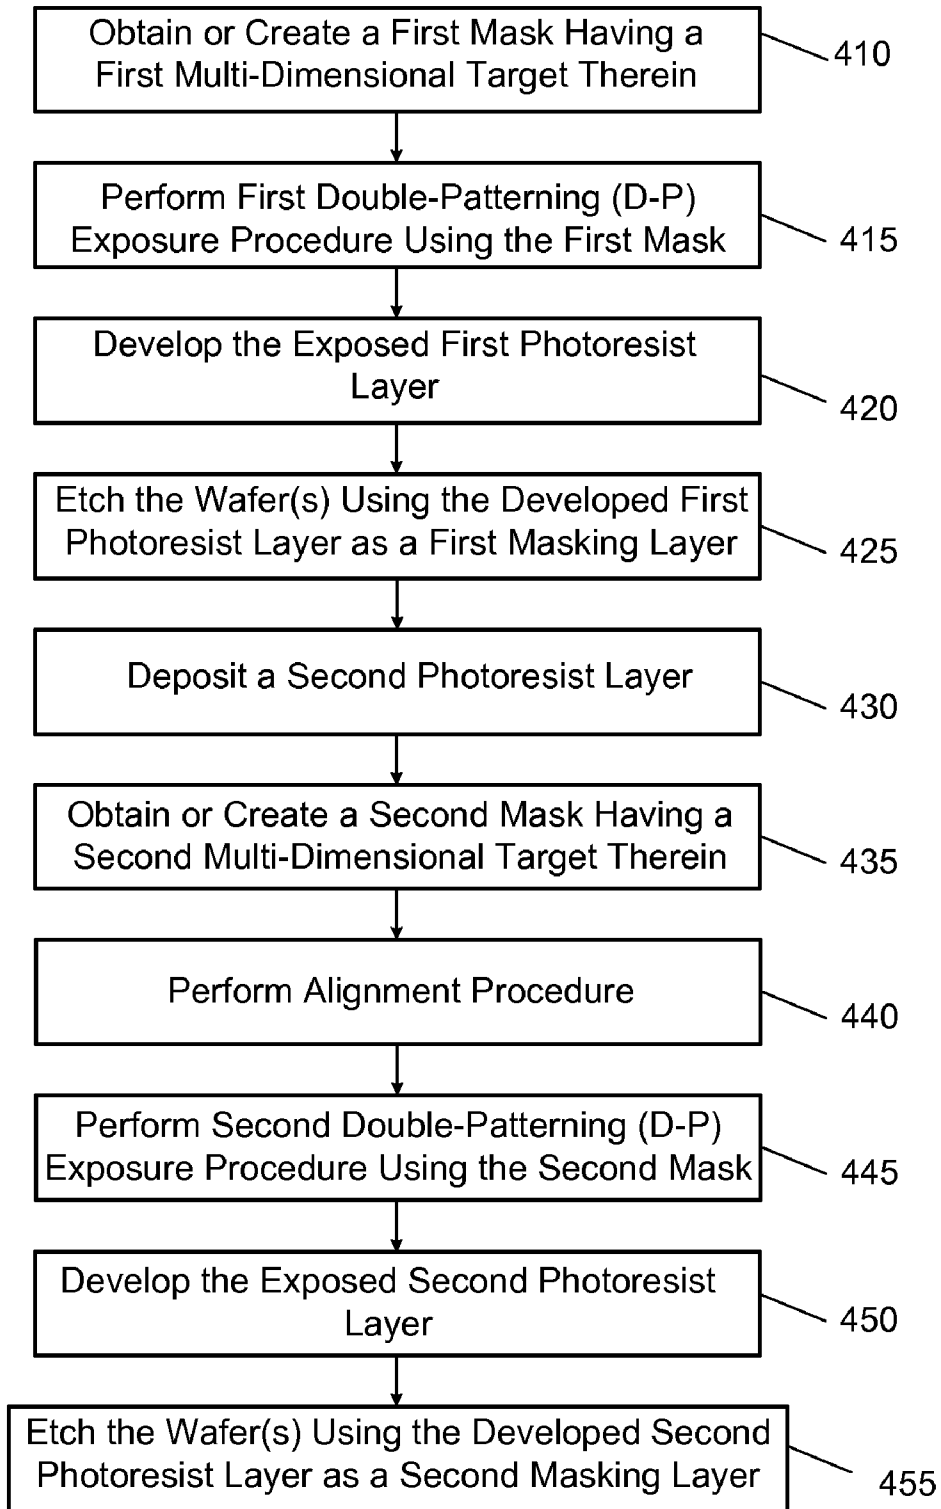 Obtain or Create a First Mask Having a
First Multi-Dimensional Target Therein
410
Perform First Double-Patterning (D-P)
Exposure Procedure Using the First Mask
415
Develop the Exposed First Photoresist
Layer
420
Etch the Wafer(s) Using the Developed First
Photoresist Layer as a First Masking Layer
425
Deposit a Second Photoresist Layer
430
Obtain or Create a Second Mask Having a
Second Multi-Dimensional Target Therein
435
Perform Alignment Procedure
440
Perform Second Double-Patterning (D-P)
Exposure Procedure Using the Second Mask
445
Develop the Exposed Second Photoresist
Layer
450
Etch the Wafer(s) Using the Developed Second
Photoresist Layer as a Second Masking Layer
455